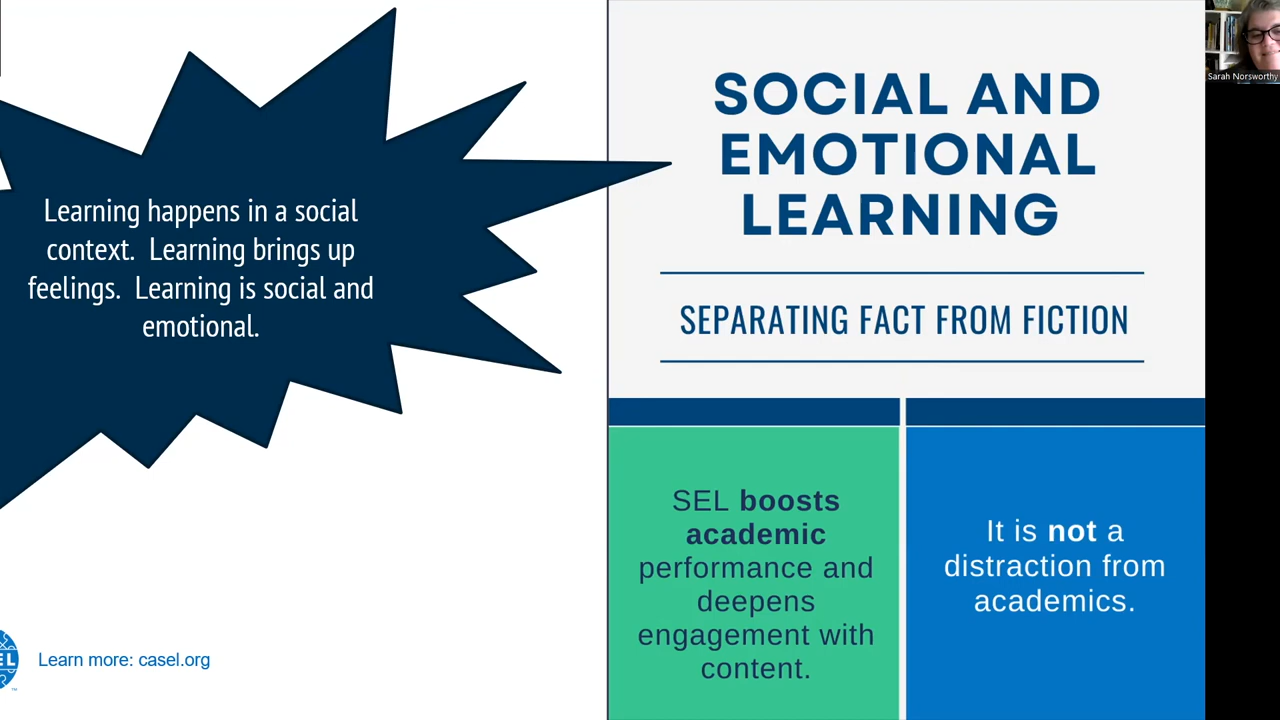 Learning happens in a social
context.  Learning brings up
feelings.  Learning is social and
emotional.
EL
™
Learn more: casel.org
SOCIAL AND
EMOTIONAL
LEARNING
SEPARATING FACT FROM FICTION
SEL boosts
academic
performance and
deepens
engagement with
content.
It is not a
distraction from
academics.
Sarah Norsworthy